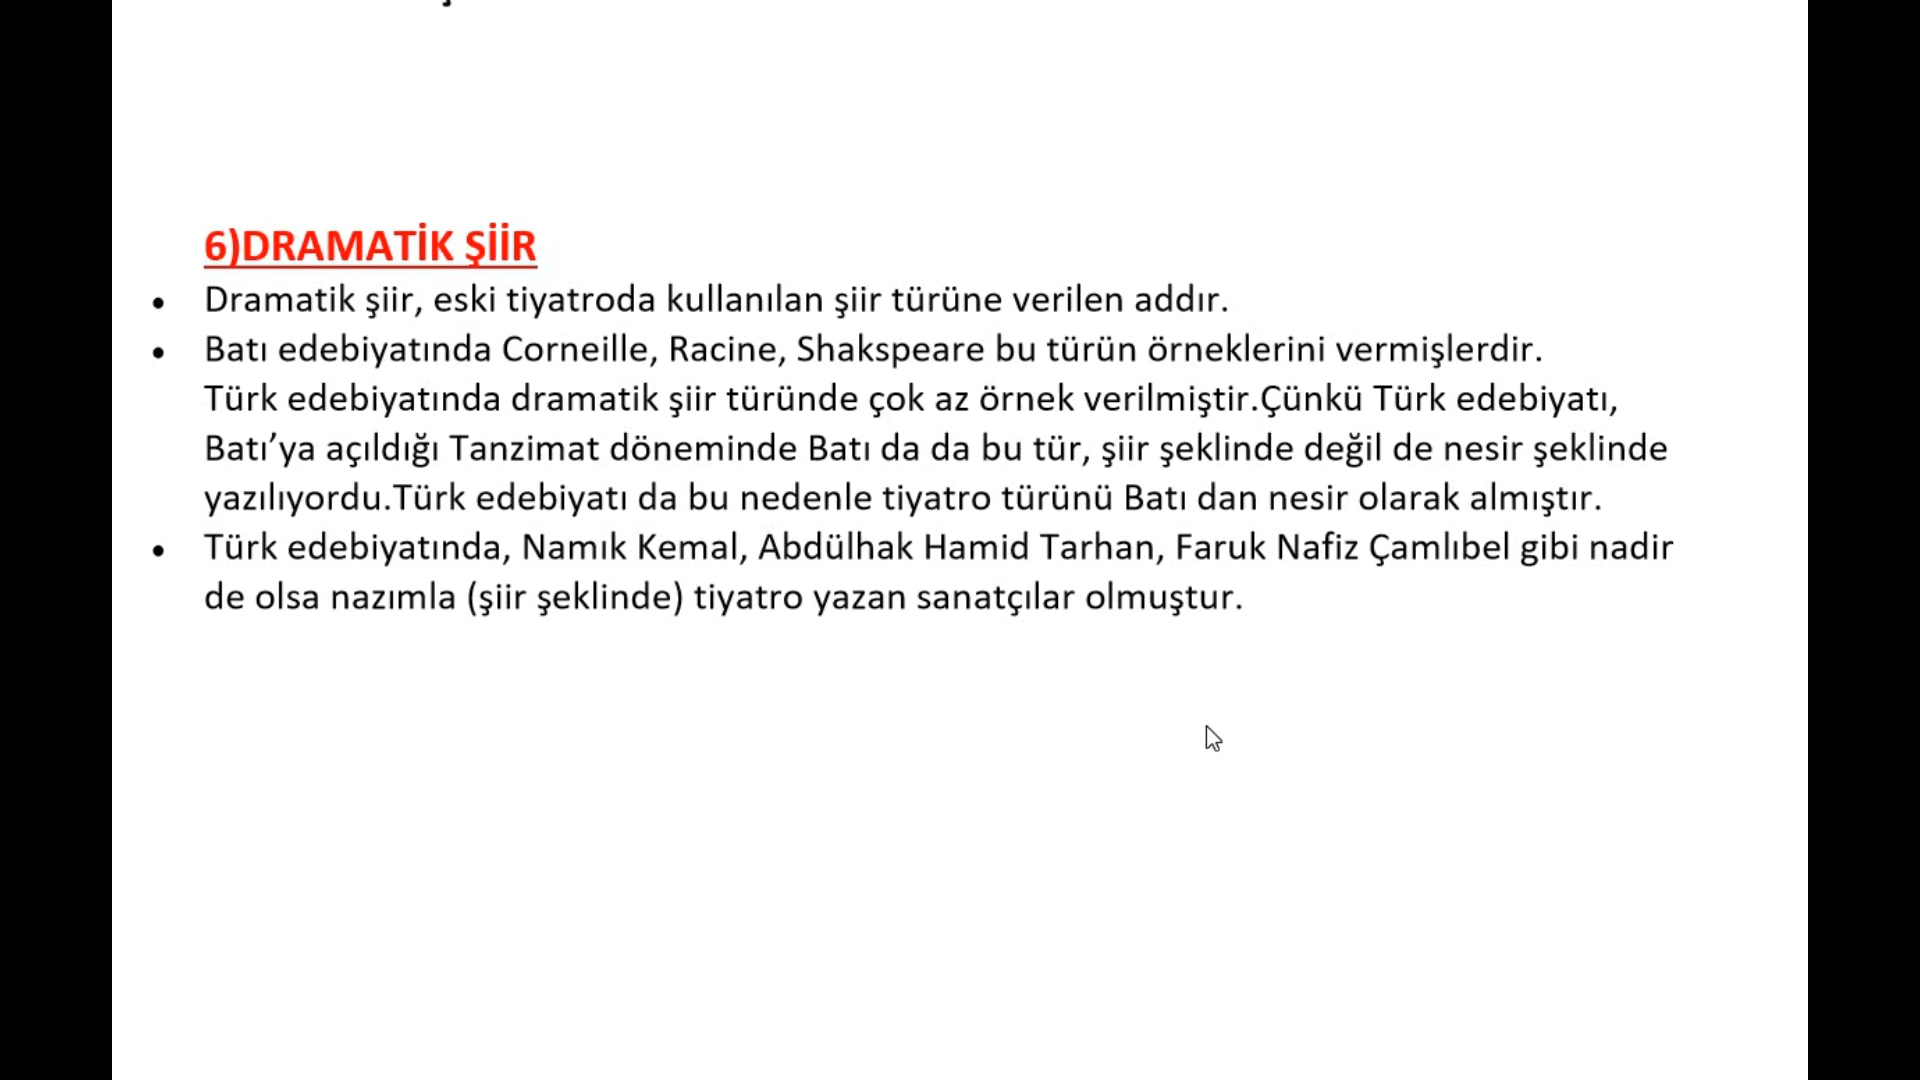 6)DRAMATİK ŞİİR
• Dramatik şiir, eski tiyatroda kullanılan şiir türüne verilen addır.
• Batı edebiyatında Corneille, Racine, Shakspeare bu türün örneklerini vermişlerdir.
Türk edebiyatında dramatik şiir türünde çok az örnek verilmiştir.Çünkü Türk edebiyatı,
Batı’ya açıldığı Tanzimat döneminde Batı da da bu tür, şiir şeklinde değil de nesir şeklinde
yazılıyordu.Türk edebiyatı da bu nedenle tiyatro türünü Batı dan nesir olarak almıştır.
• Türk edebiyatında, Namık Kemal, Abdülhak Hamid Tarhan, Faruk Nafiz Çamlıbel gibi nadir
de olsa nazımla (şiir şeklinde) tiyatro yazan sanatçılar olmuştur.